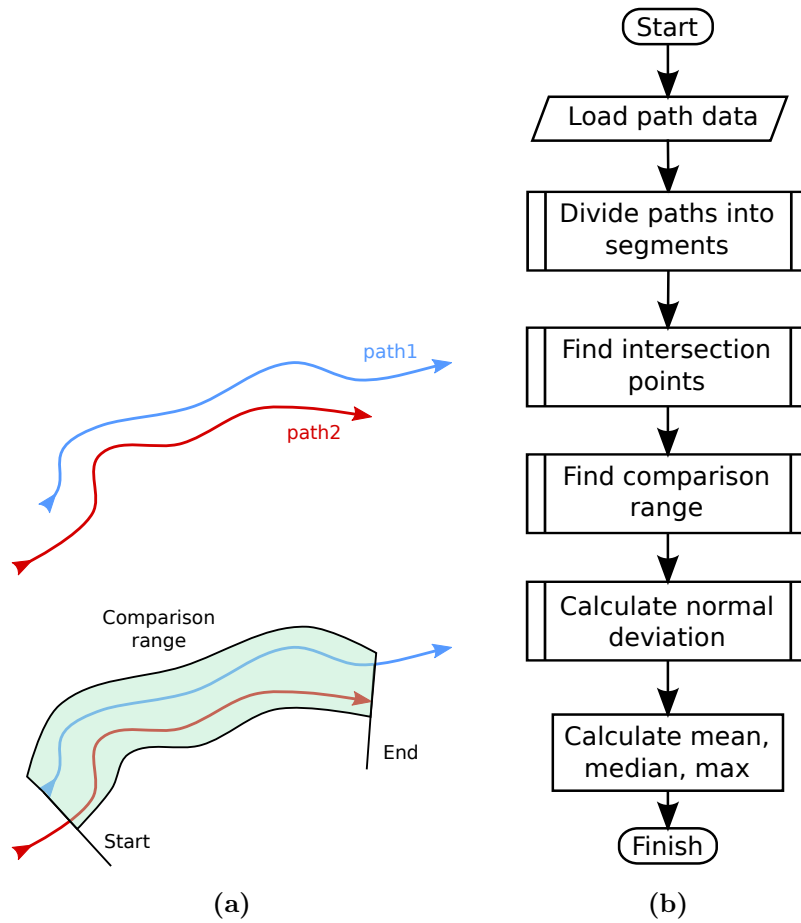 path1
path2
Comparison
range
End
Start
(a)
Start
Load path data
Divide paths into
segments
Find intersection
points
Find comparison
range
Calculate normal
deviation
Calculate mean,
median, max
Finish
(b)